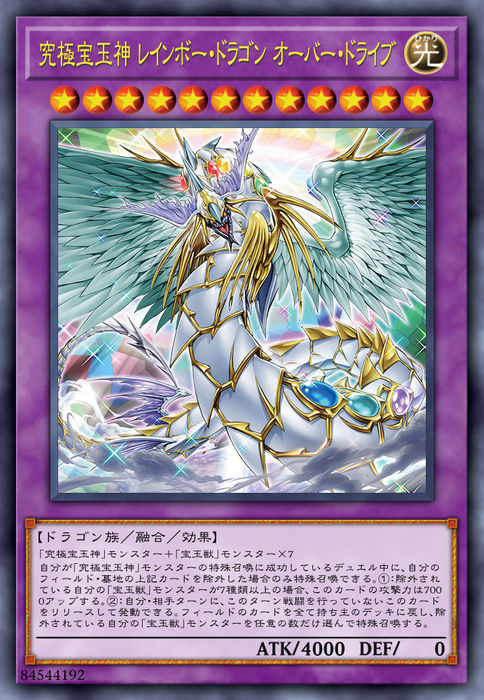 究極宝玉神 レインボー・ドラゴン オーバー・ドライブ
ひかり
光
【ドラゴン族／融合／効果】
「究極宝玉神」モンスター＋「宝玉獣」モンスター×7
自分が「究極宝玉神」モンスターの特殊召喚に成功しているデュエル中に、自分の
フィールド・墓地の上記カードを除外した場合のみ特殊召喚できる。①：除外されて
いる自分の「宝玉獣」モンスターが7種類以上の場合、このカードの攻撃力は700
0アップする。②：自分・相手ターンに、このターン戦闘を行っていないこのカード
をリリースして発動できる。フィールドのカードを全て持ち主のデッキに戻し、除
外されている自分の「宝玉獣」モンスターを任意の数だけ選んで特殊召喚する。
ATK/4000 DEF/ 0
84544192